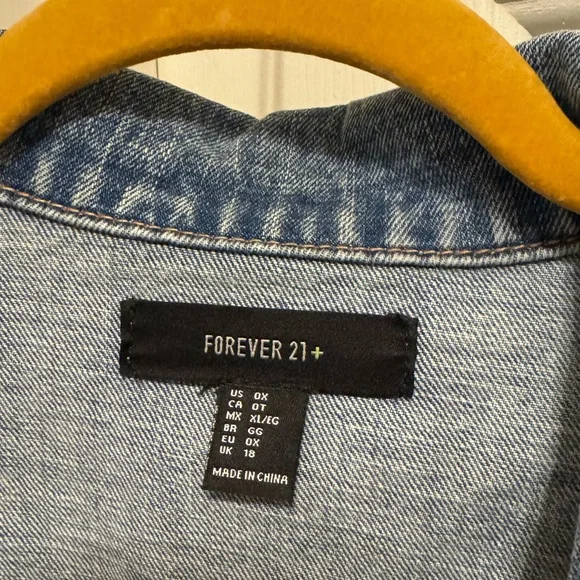 FOREVER 21+
US 0X
CA 0T
MX XL/EG
BR GG
EU 0X
UK 18
MADE IN CHINA